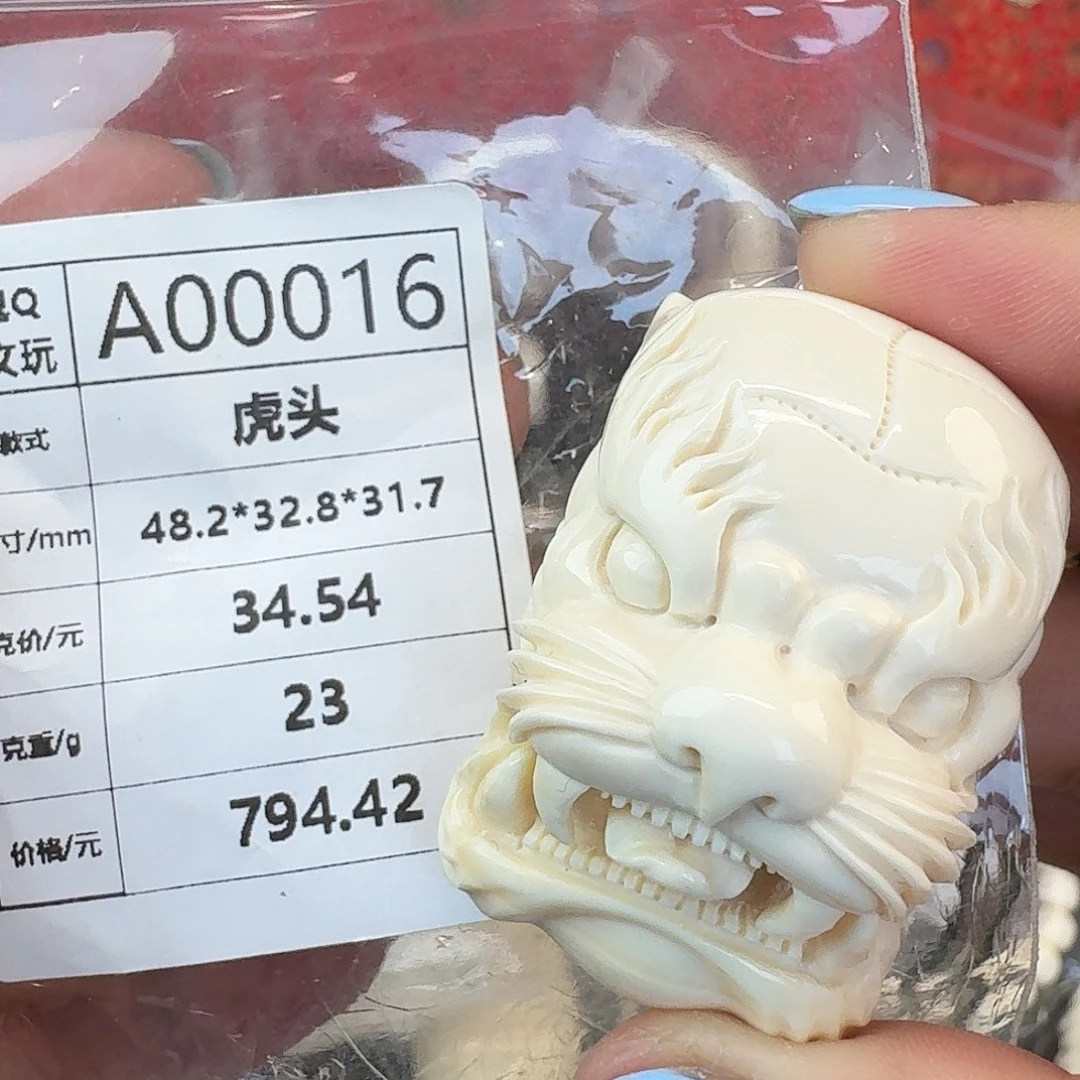 Q A00016
文玩
款式 虎头
寸/mm 48.2*32.8*31.7
克价/元 34.54
克重/g 23
价格/元 794.42